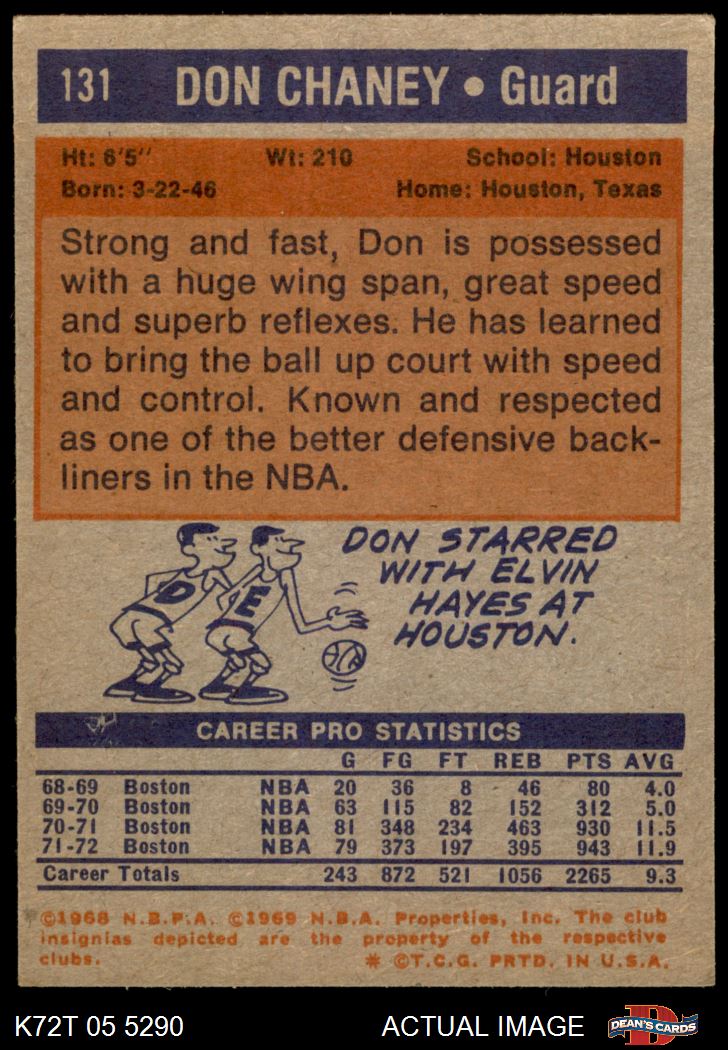 131 DON CHANEY • Guard
Ht: 6'5" Wt: 210 School: Houston
Born: 3-22-46 Home: Houston, Texas
Strong and fast, Don is possessed
with a huge wing span, great speed
and superb reflexes. He has learned
to bring the ball up court with speed
and control. Known and respected
as one of the better defensive back-
liners in the NBA.
DON STARRED
WITH ELVIN
HAYES AT
HOUSTON.
D E
CAREER PRO STATISTICS
G FG FT REB PTS AVG
68-69 Boston NBA 20 36 8 46 80 4.0
69-70 Boston NBA 63 115 82 152 312 5.0
70-71 Boston NBA 81 348 234 463 930 11.5
71-72 Boston NBA 79 373 197 395 943 11.9
Career Totals 243 872 521 1056 2265 9.3
©1968 N.B.P.A. ©1969 N.B.A. Properties, Inc. The club
insignias depicted are the property of the respective
clubs. * ©T.C.G. PRTD. IN U.S.A.
K72T 05 5290 ACTUAL IMAGE D DEAN'S CARDS